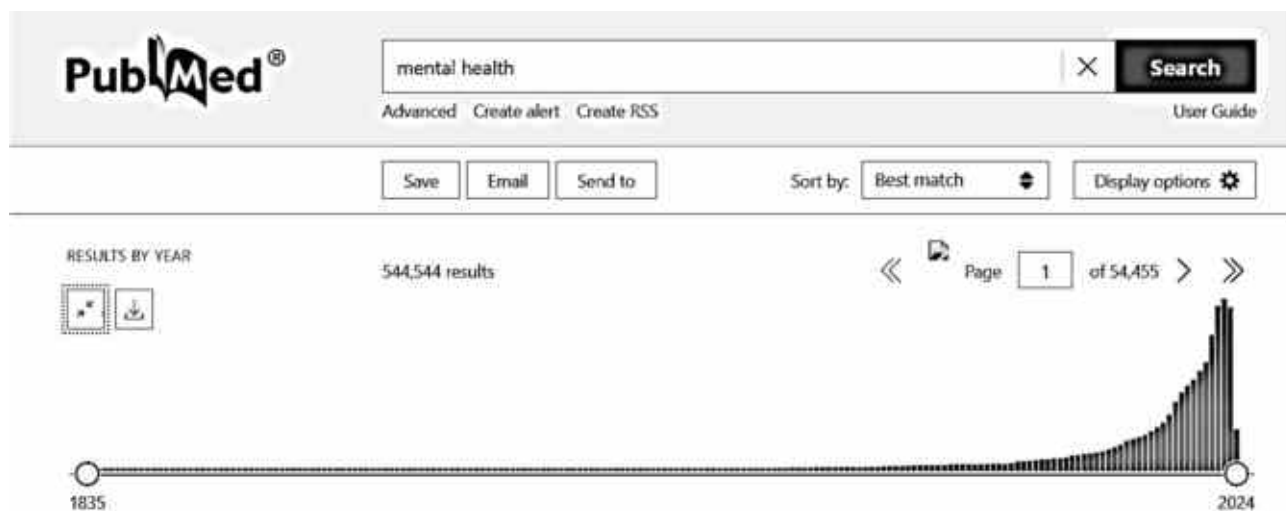 PubMed®
mental health
Search
Advanced Create alert Create RSS
User Guide
Save Email Send to
Sort by: Best match
Display options
RESULTS BY YEAR
544,544 results
Page 1 of 54,455
1835
2024